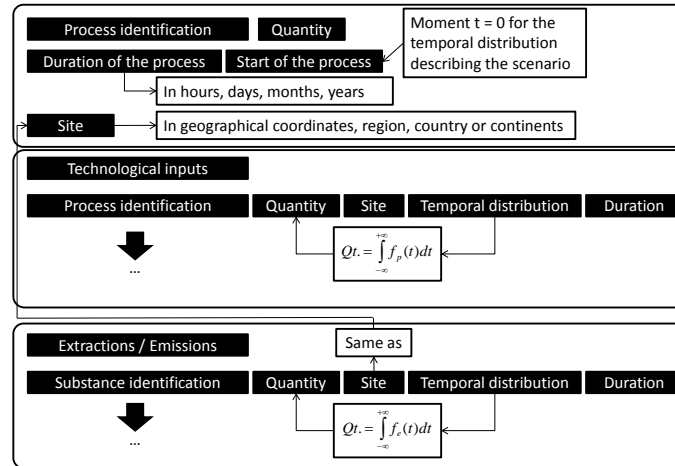 Process identification Quantity
Moment t = 0 for the
temporal distribution
describing the scenario
Duration of the process Start of the process
In hours, days, months, years
Site In geographical coordinates, region, country or continents
Technological inputs
Process identification Quantity Site Temporal distribution Duration
Qt. = ∫_{-∞}^{+∞} f_p(t)dt
...
Extractions / Emissions
Same as
Substance identification Quantity Site Temporal distribution Duration
Qt. = ∫_{-∞}^{+∞} f_e(t)dt
...